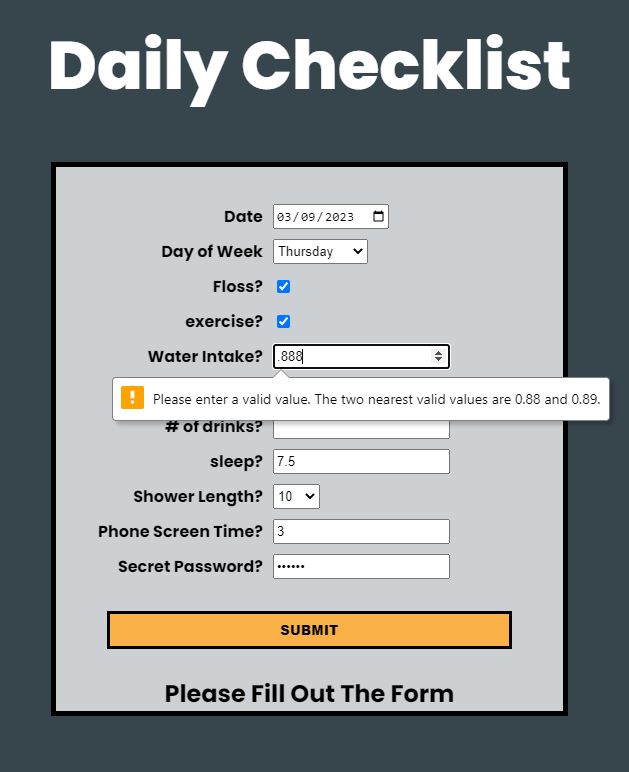 Daily Checklist
Date 03/09/2023
Day of Week Thursday
Floss?
exercise?
Water Intake? .888
Please enter a valid value. The two nearest valid values are 0.88 and 0.89.
# of drinks?
sleep? 7.5
Shower Length? 10
Phone Screen Time? 3
Secret Password? ••••••
SUBMIT
Please Fill Out The Form